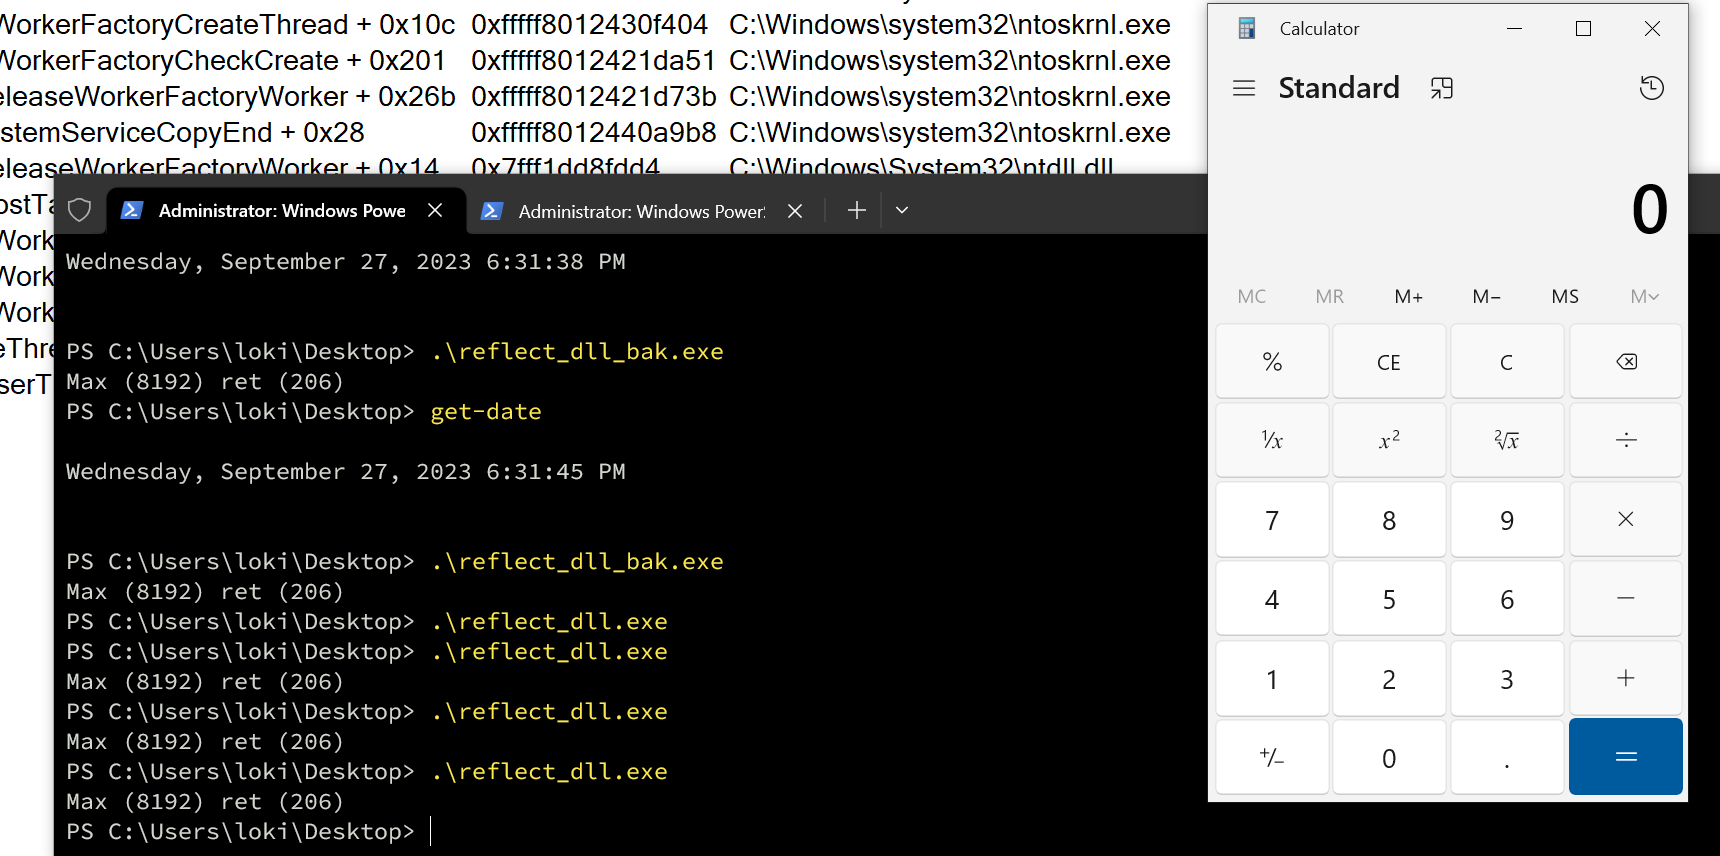 WorkerFactoryCreateThread + 0x10c 0xfffff8012430f404 C:\Windows\system32\ntoskrnl.exe
WorkerFactoryCheckCreate + 0x201 0xfffff8012421da51 C:\Windows\system32\ntoskrnl.exe
eleaseWorkerFactoryWorker + 0x26b 0xfffff8012421d73b C:\Windows\system32\ntoskrnl.exe
stemServiceCopyEnd + 0x28 0xfffff8012440a9b8 C:\Windows\system32\ntoskrnl.exe
eleaseWorkerFactoryWorker + 0x14 0x7fff1dd8fdd4 C:\Windows\System32\ntdll.dll
ostTa
Work
Work
Work
eThre
serT
Administrator: Windows Powe
Administrator: Windows Power
Wednesday, September 27, 2023 6:31:38 PM
PS C:\Users\loki\Desktop> .\reflect_dll_bak.exe
Max (8192) ret (206)
PS C:\Users\loki\Desktop> get-date
Wednesday, September 27, 2023 6:31:45 PM
PS C:\Users\loki\Desktop> .\reflect_dll_bak.exe
Max (8192) ret (206)
PS C:\Users\loki\Desktop> .\reflect_dll.exe
PS C:\Users\loki\Desktop> .\reflect_dll.exe
Max (8192) ret (206)
PS C:\Users\loki\Desktop> .\reflect_dll.exe
Max (8192) ret (206)
PS C:\Users\loki\Desktop> .\reflect_dll.exe
Max (8192) ret (206)
PS C:\Users\loki\Desktop>
Calculator
Standard
0
MC MR M+ M− MS M
% CE C
¹/x x² ²√x ÷
7 8 9 ×
4 5 6 −
1 2 3 +
+/− 0 . =